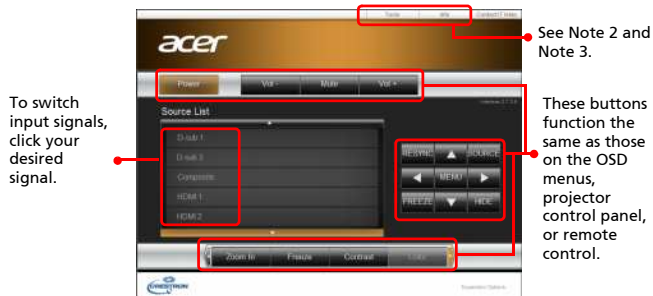 Tools Info Contact IT Help
acer
See Note 2 and
Note 3.
Power Vol - Mute Vol +
To switch
input signals,
click your
desired
signal.
Source List
D-sub 1
D-sub 2
Composite
HDMI 1
HDMI 2
RESYNC SOURCE
MENU
FREEZE HIDE
These buttons
function the
same as those
on the OSD
menus,
projector
control panel,
or remote
control.
Zoom In Freeze Contrast Color
CRESTRON
Expansion Options